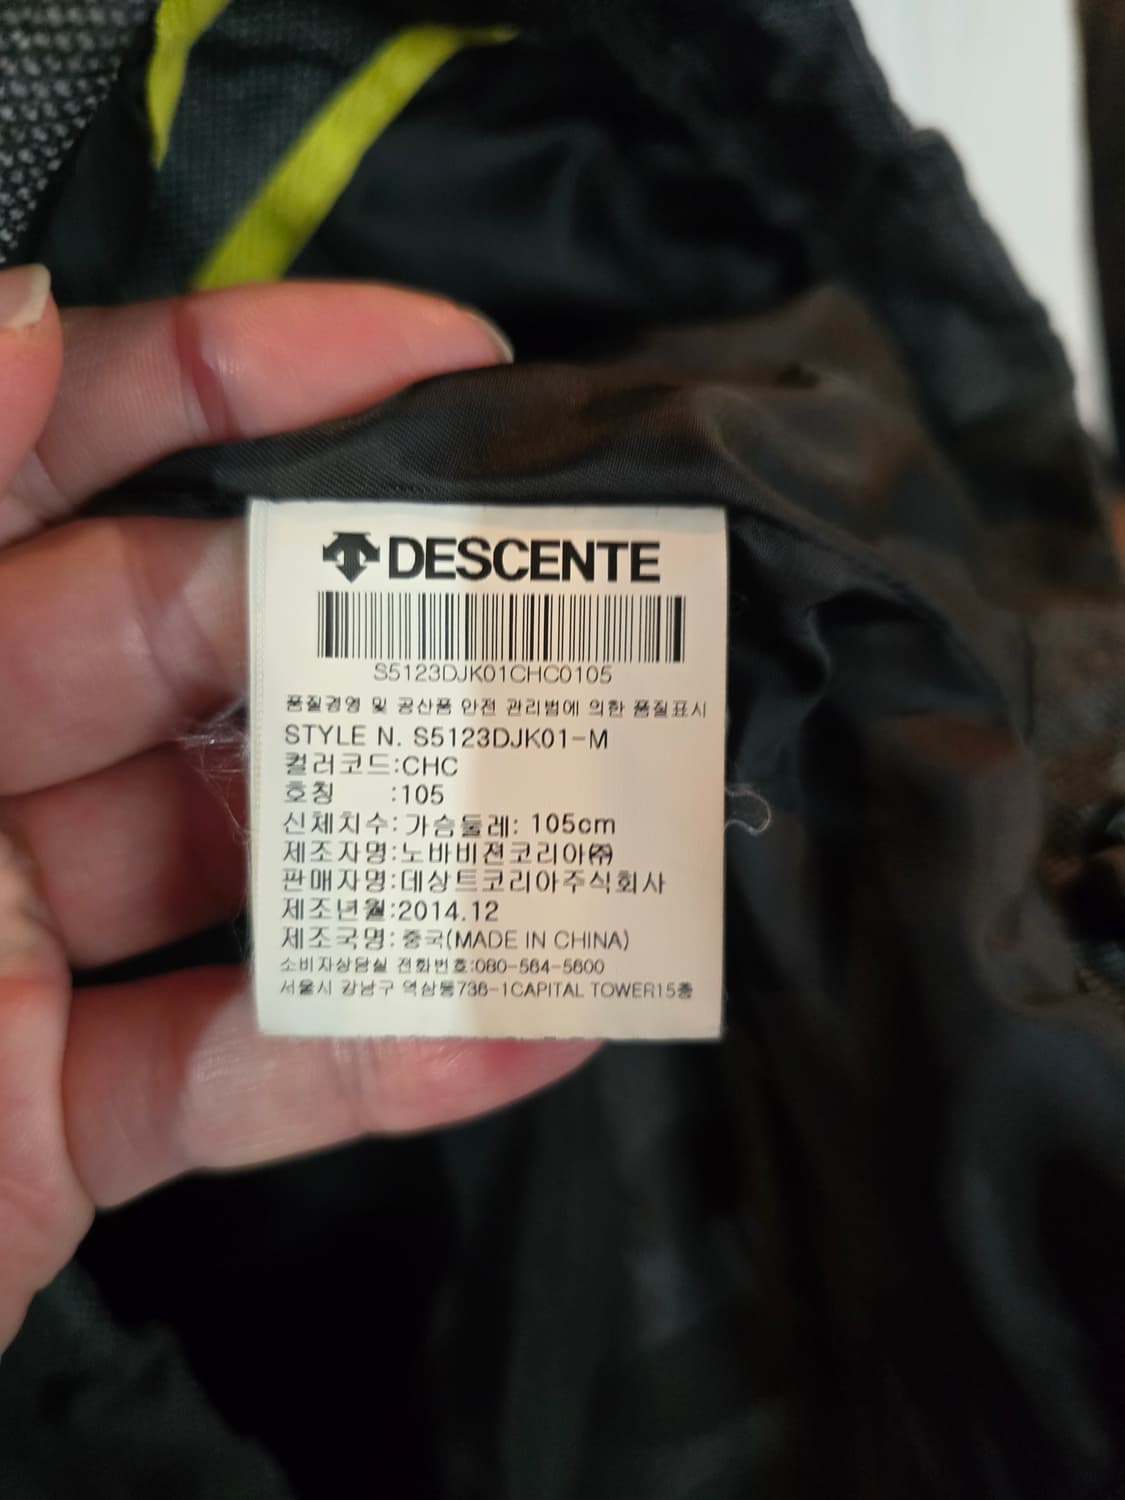 DESCENTE
S5123DJK01CHC0105
품질경영 및 공산품 안전 관리법에 의한 품질표시
STYLE N. S5123DJK01-M
컬러코드:CHC
호칭 :105
신체치수:가슴둘레: 105cm
제조자명:노바비젼코리아㈜
판매자명:데상트코리아주식회사
제조년월:2014.12
제조국명:중국(MADE IN CHINA)
소비자상담실 전화번호:080-564-5600
서울시 강남구 역삼동736-1CAPITAL TOWER15층